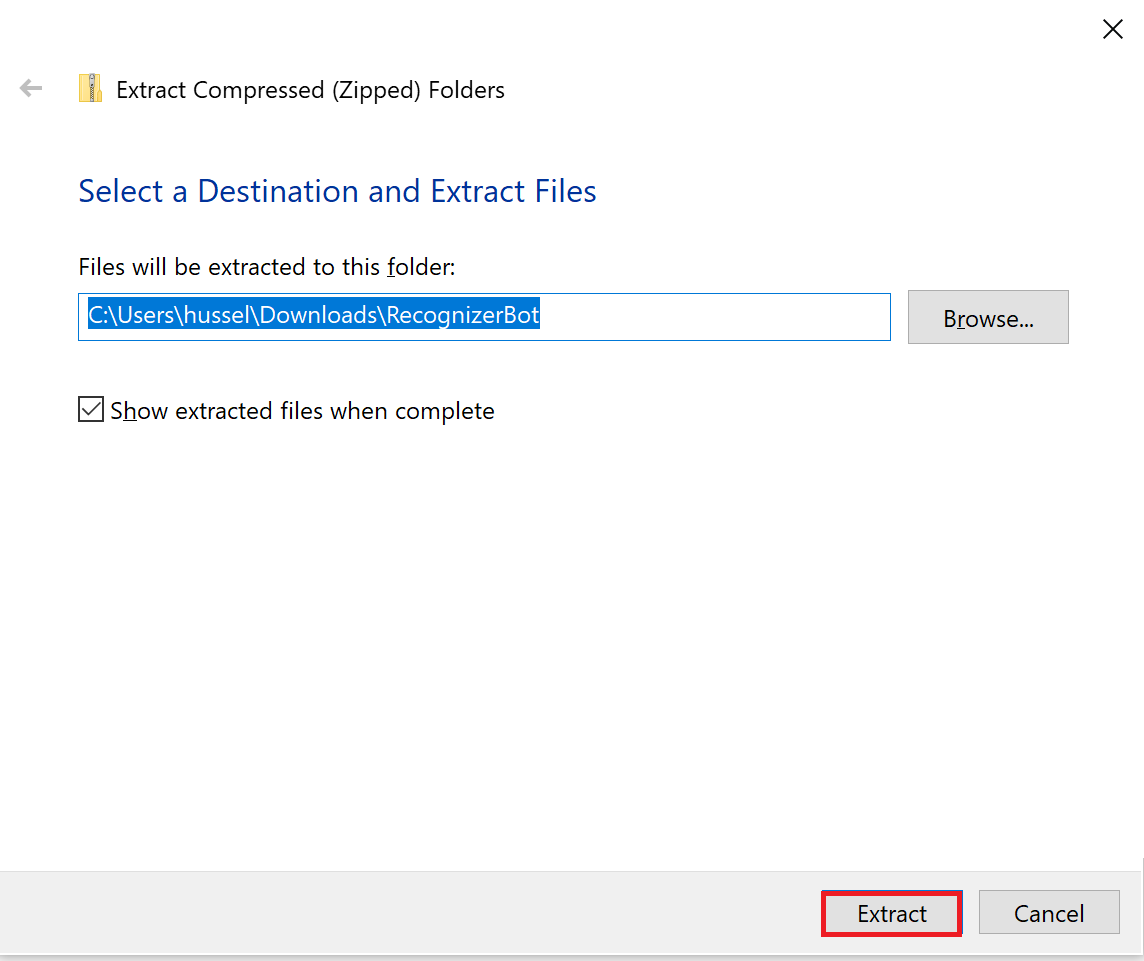 Extract Compressed (Zipped) Folders
Select a Destination and Extract Files
Files will be extracted to this folder:
C:\Users\hussel\Downloads\RecognizerBot
Browse...
Show extracted files when complete
Extract
Cancel